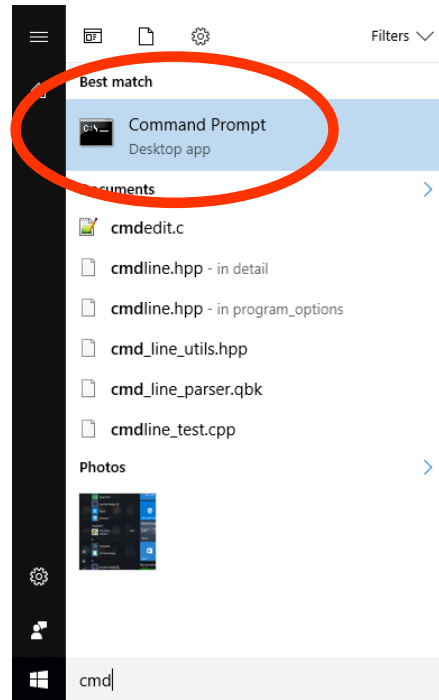 Filters
Best match
C:\_
Command Prompt
Desktop app
Documents
cmdedit.c
cmdline.hpp - in detail
cmdline.hpp - in program_options
cmd_line_utils.hpp
cmd_line_parser.qbk
cmdline_test.cpp
Photos
cmd